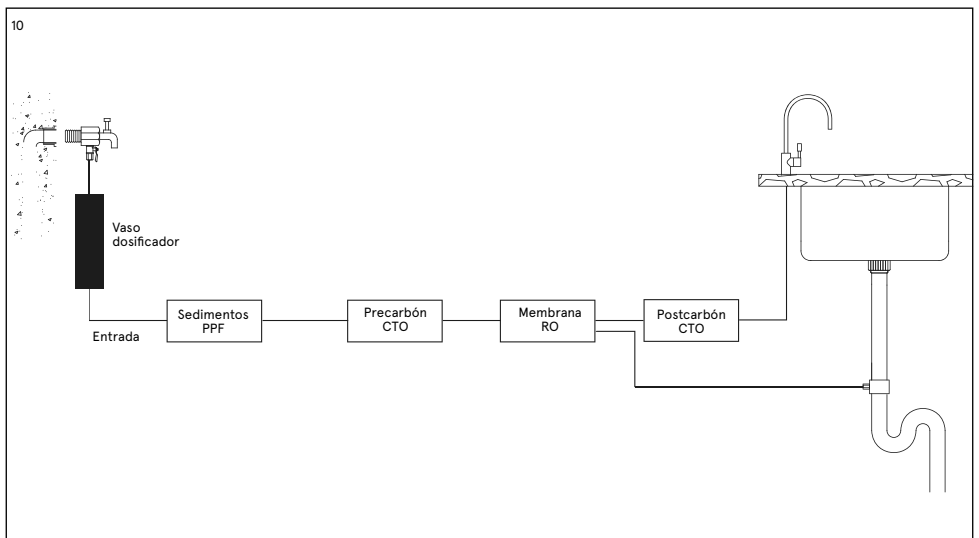 10
Vaso
dosificador
Entrada
Sedimentos
PPF
Precarbón
CTO
Membrana
RO
Postcarbón
CTO